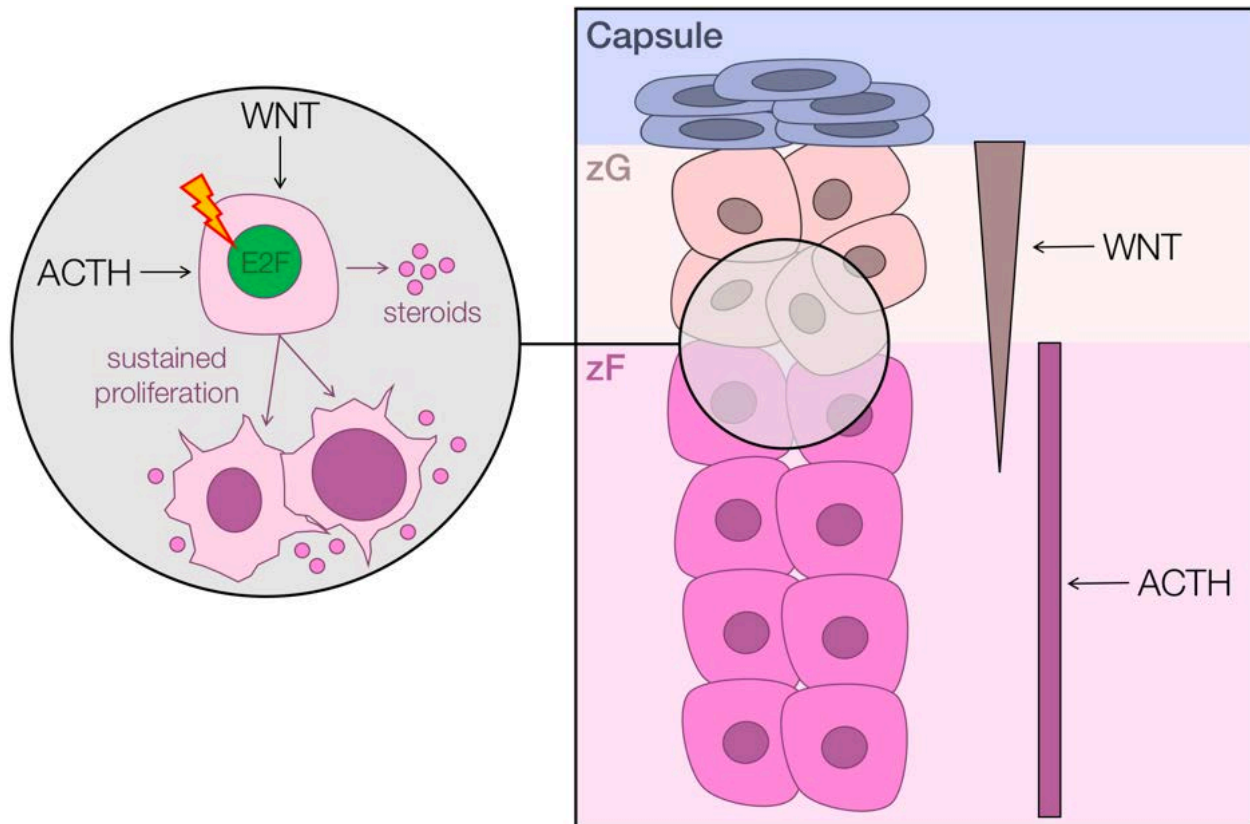 WNT
E2F
ACTH
steroids
sustained
proliferation
Capsule
zG
WNT
zF
ACTH